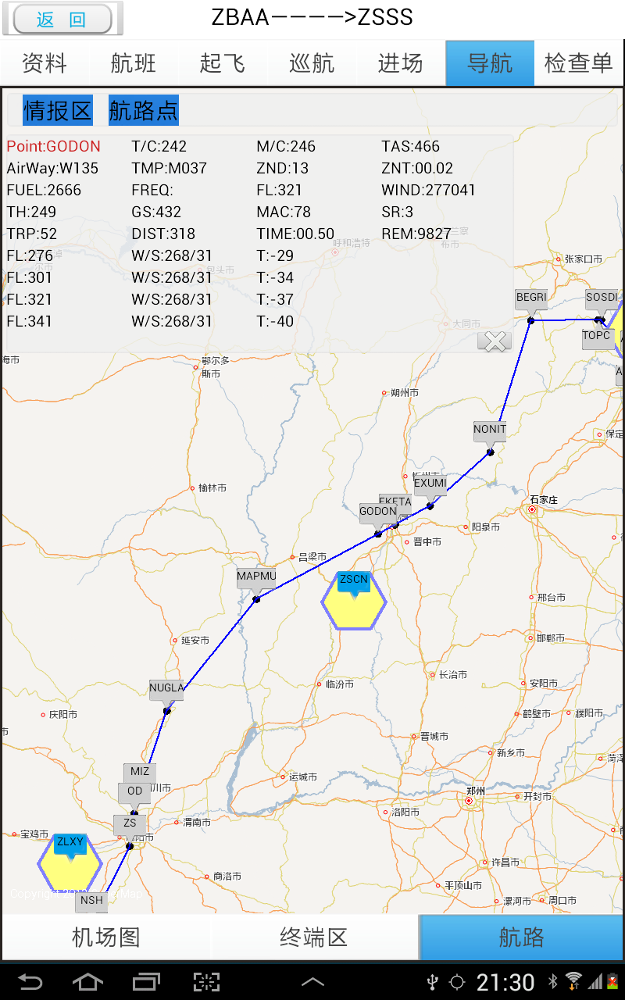 返 回
ZBAA————>ZSSS
资料 航班 起飞 巡航 进场 导航 检查单
情报区 航路点
Point:GODON T/C:242 M/C:246 TAS:466
AirWay:W135 TMP:M037 ZND:13 ZNT:00.02
FUEL:2666 FREQ: FL:321 WIND:277041
TH:249 GS:432 MAC:78 SR:3
TRP:52 DIST:318 TIME:00.50 REM:9827
FL:276 W/S:268/31 T:-29
FL:301 W/S:268/31 T:-34
FL:321 W/S:268/31 T:-37
FL:341 W/S:268/31 T:-40
呼和浩特
包头市
张家口市
大同市
BEGRI SOSDI
TOPC
海市
鄂尔多
斯市
朔州市
NONIT
保定
忻州市
EXUMI
榆林市
石家庄
EKETA
GODON
阳泉市
晋中市
吕梁市
MAPMU
ZSCN
邢台市
延安市
邯郸市
长治市
临汾市
安阳市
NUGLA
庆阳市
鹤壁市
濮阳市
晋城市
新乡市
菏泽
MIZ
运城市
OD
川市
郑州
开封市
洛阳市
ZS
渭南市
宝鸡市
阳市
ZLXY
许昌市
商洛市
平顶山市
NSH
漯河市
周口市
机场图 终端区 航路
21:30